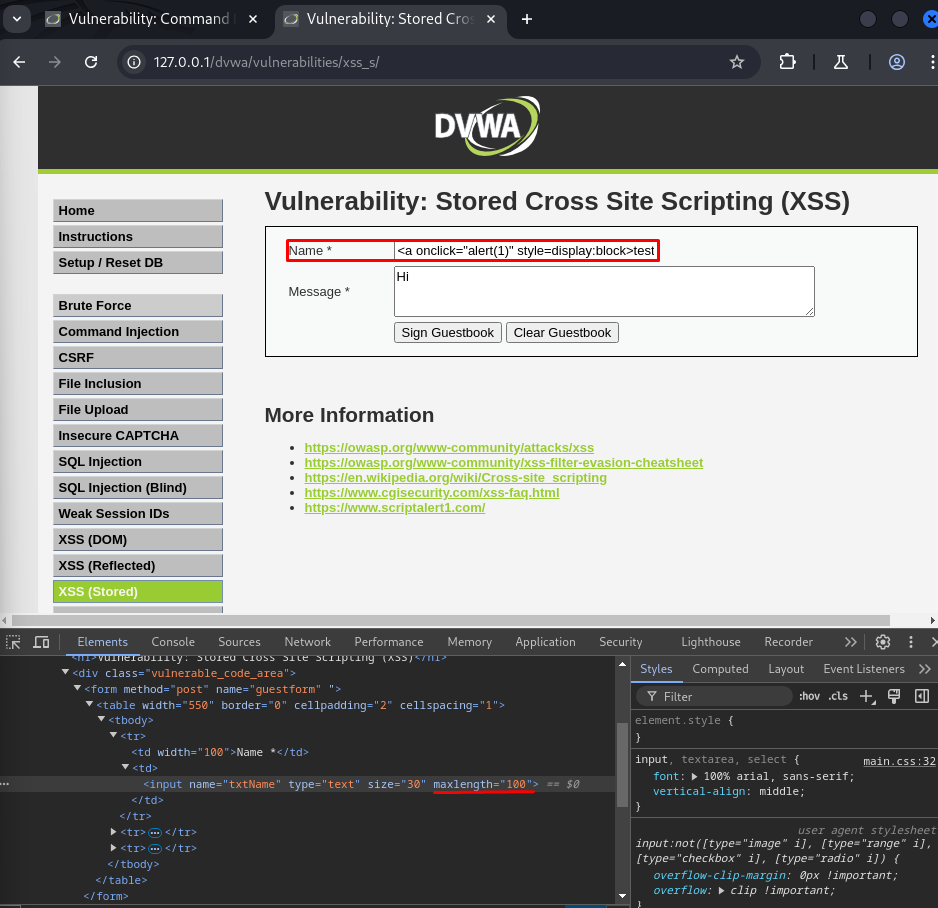 Vulnerability: Command
Vulnerability: Stored Cros
127.0.0.1/dvwa/vulnerabilities/xss_s/
DVWA
Vulnerability: Stored Cross Site Scripting (XSS)
Home
Instructions
Setup / Reset DB
Brute Force
Command Injection
CSRF
File Inclusion
File Upload
Insecure CAPTCHA
SQL Injection
SQL Injection (Blind)
Weak Session IDs
XSS (DOM)
XSS (Reflected)
XSS (Stored)
Name * <a onclick="alert(1)" style=display:block>test
Message * Hi
Sign Guestbook Clear Guestbook
More Information
https://owasp.org/www-community/attacks/xss
https://owasp.org/www-community/xss-filter-evasion-cheatsheet
https://en.wikipedia.org/wiki/Cross-site_scripting
https://www.cgisecurity.com/xss-faq.html
https://www.scriptalert1.com/
Elements Console Sources Network Performance Memory Application Security Lighthouse Recorder
<h1>Vulnerability: Stored Cross Site Scripting (XSS)</h1>
<div class="vulnerable_code_area">
<form method="post" name="guestform" ">
<table width="550" border="0" cellpadding="2" cellspacing="1">
<tbody>
<tr>
<td width="100">Name *</td>
<td>
<input name="txtName" type="text" size="30" maxlength="100"> == $0
</td>
</tr>
<tr> </tr>
<tr> </tr>
</tbody>
</table>
</form>
Styles Computed Layout Event Listeners
Filter :hov .cls
element.style {
}
input, textarea, select { main.css:32
font: 100% arial, sans-serif;
vertical-align: middle;
}
user agent stylesheet
input:not([type="image" i], [type="range" i],
[type="checkbox" i], [type="radio" i]) {
overflow-clip-margin: 0px !important;
overflow: clip !important;
}